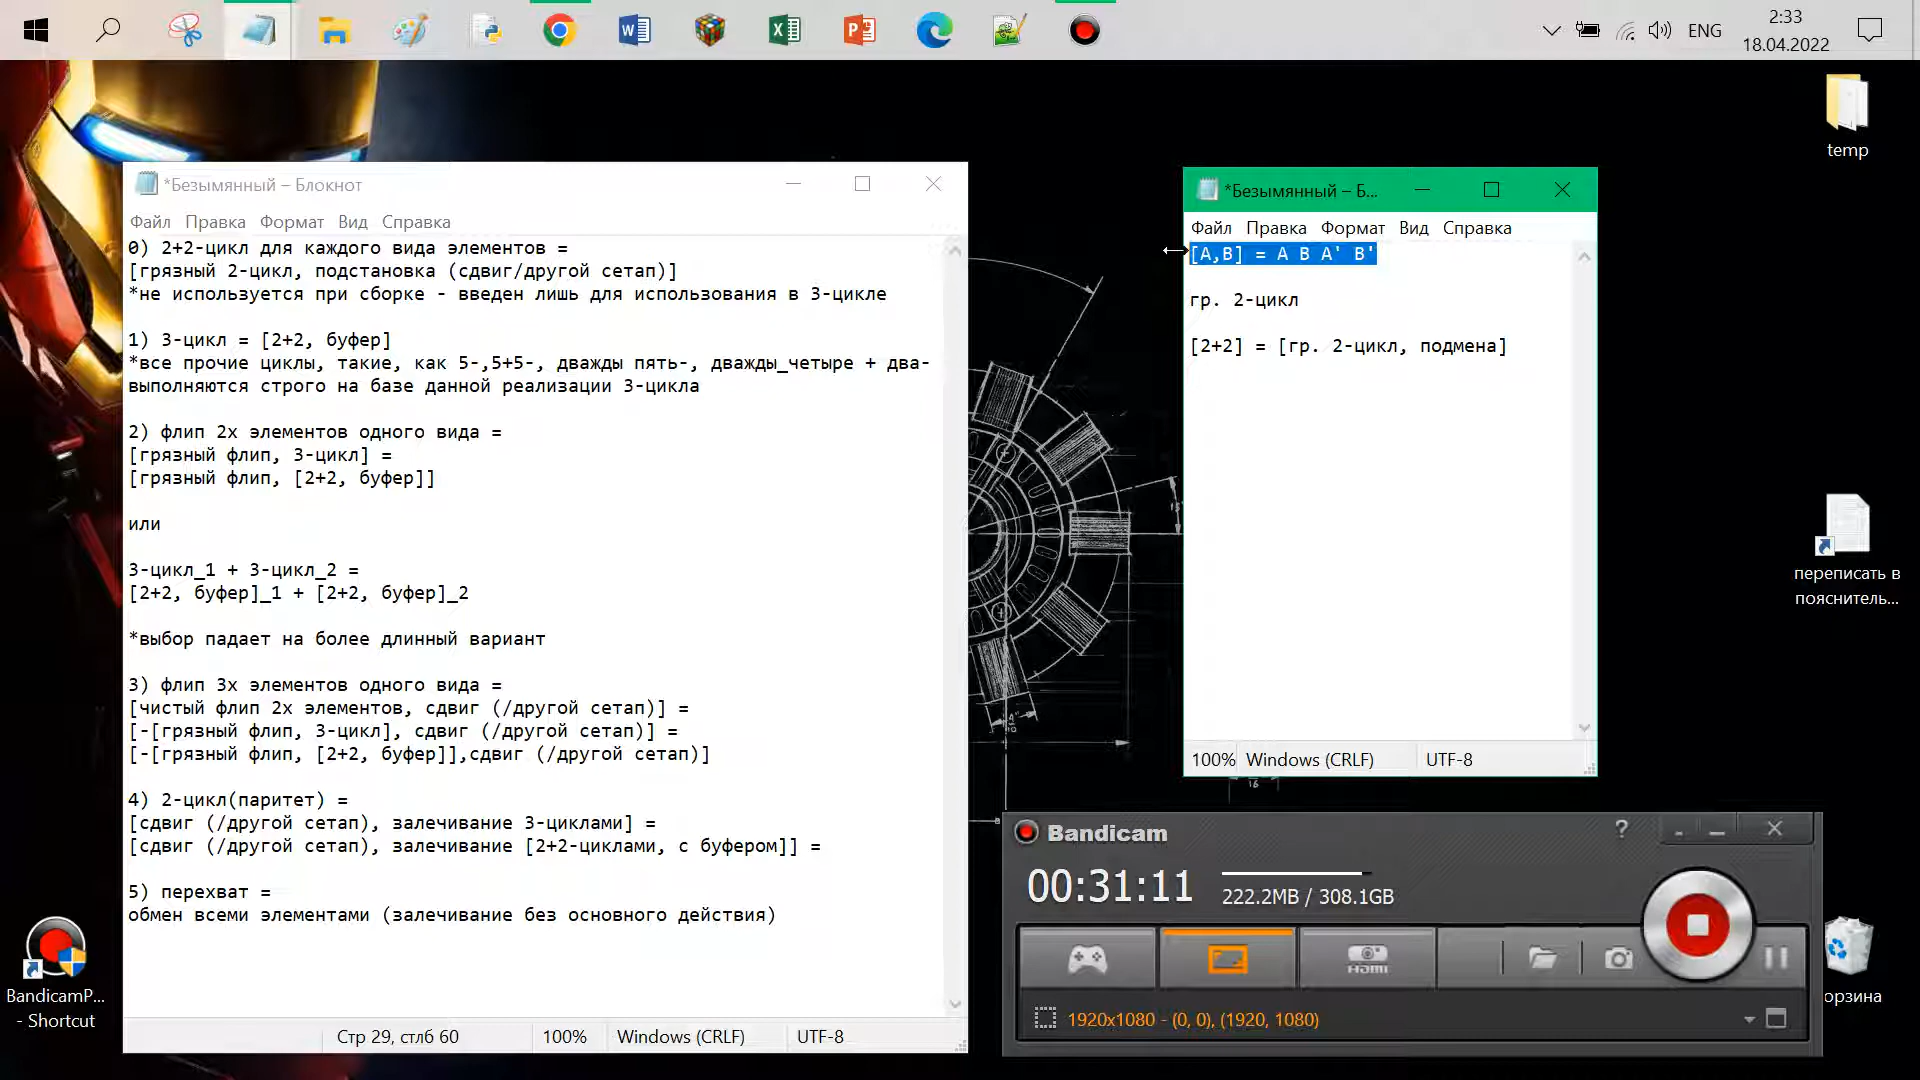 ENG
2:33
18.04.2022
temp
*Безымянный – Блокнот
Файл Правка Формат Вид Справка
0) 2+2-цикл для каждого вида элементов =
[грязный 2-цикл, подстановка (сдвиг/другой сетап)]
*не используется при сборке - введен лишь для использования в 3-цикле
1) 3-цикл = [2+2, буфер]
*все прочие циклы, такие, как 5-,5+5-, дважды пять-, дважды_четыре + два-
выполняются строго на базе данной реализации 3-цикла
2) флип 2х элементов одного вида =
[грязный флип, 3-цикл] =
[грязный флип, [2+2, буфер]]
или
3-цикл_1 + 3-цикл_2 =
[2+2, буфер]_1 + [2+2, буфер]_2
*выбор падает на более длинный вариант
3) флип 3х элементов одного вида =
[чистый флип 2х элементов, сдвиг (/другой сетап)] =
[-[грязный флип, 3-цикл], сдвиг (/другой сетап)] =
[-[грязный флип, [2+2, буфер]],сдвиг (/другой сетап)]
4) 2-цикл(паритет) =
[сдвиг (/другой сетап), залечивание 3-циклами] =
[сдвиг (/другой сетап), залечивание [2+2-циклами, с буфером]] =
5) перехват =
обмен всеми элементами (залечивание без основного действия)
Стр 29, стлб 60 100% Windows (CRLF) UTF-8
*Безымянный – Б...
Файл Правка Формат Вид Справка
[A,B] = A B A' B'
гр. 2-цикл
[2+2] = [гр. 2-цикл, подмена]
100% Windows (CRLF) UTF-8
переписать в
пояснитель...
Bandicam
00:31:11
222.2MB / 308.1GB
HDMI
1920x1080 - (0, 0), (1920, 1080)
BandicamP...
- Shortcut
орзина